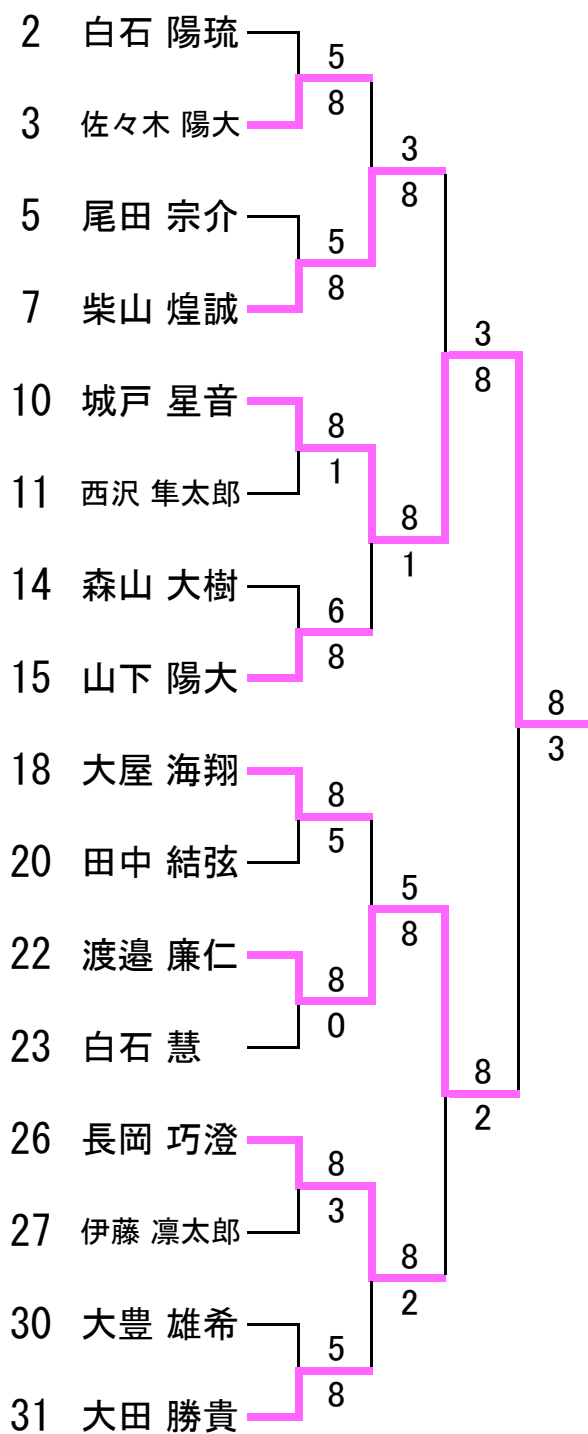 2 白石 陽琉
5
8
3 佐々木 陽大
3
8
5 尾田 宗介
5
8
7 柴山 煌誠
3
8
10 城戸 星音
8
1
11 西沢 隼太郎
8
1
14 森山 大樹
6
8
15 山下 陽大
8
3
18 大屋 海翔
8
5
20 田中 結弦
5
8
22 渡邉 廉仁
8
0
23 白石 慧
8
2
26 長岡 巧澄
8
3
27 伊藤 凛太郎
8
2
30 大豊 雄希
5
8
31 大田 勝貴